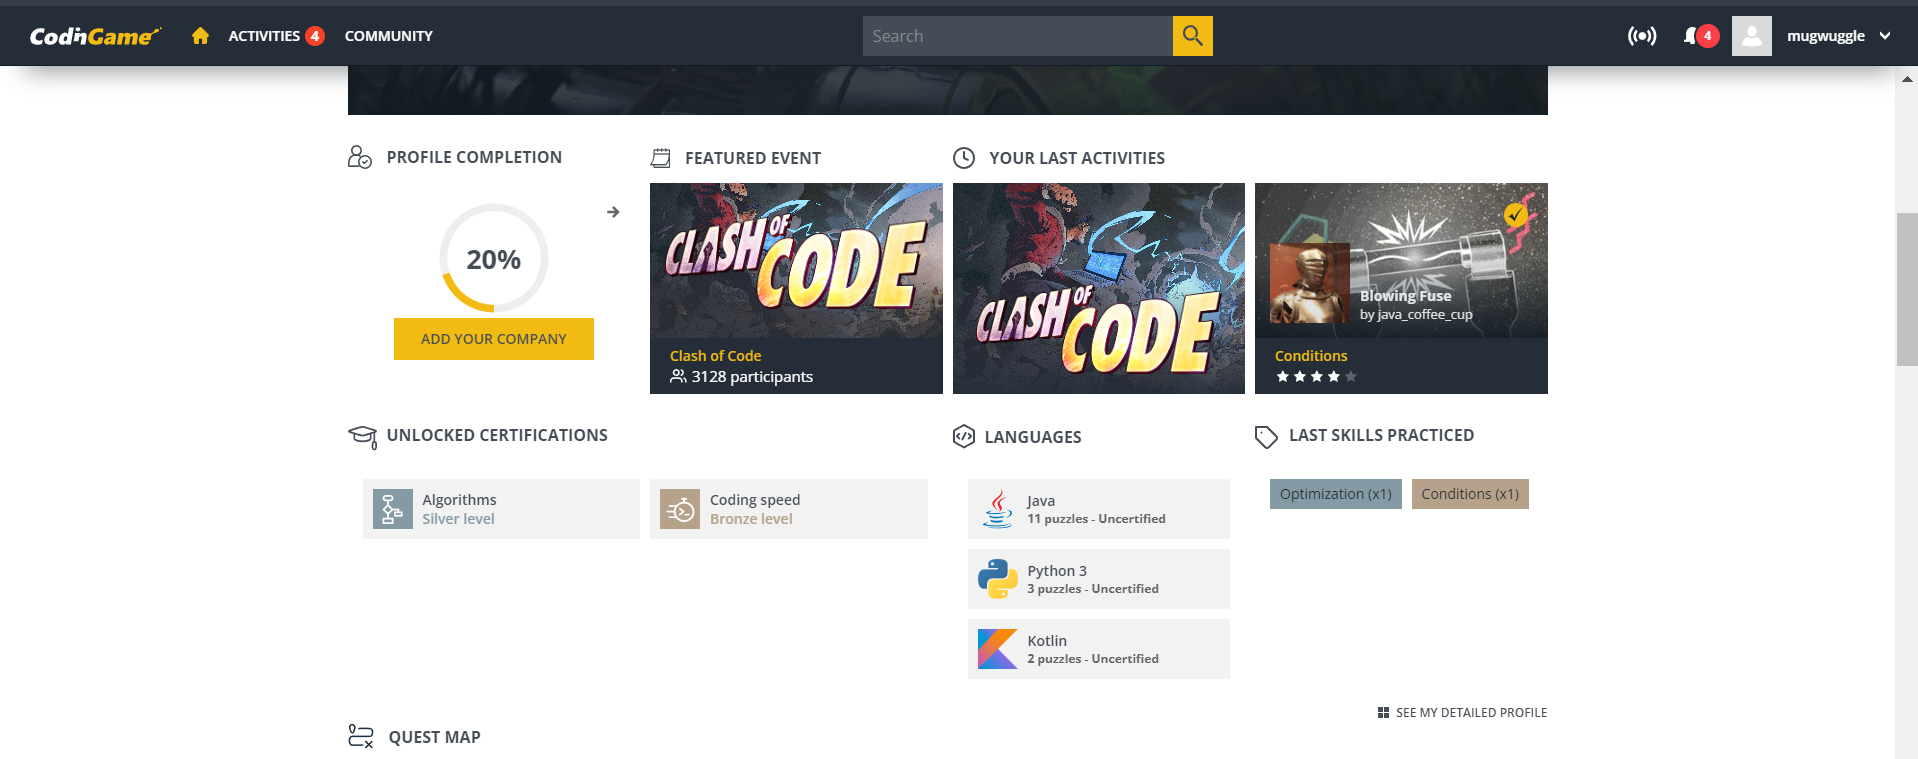 CodinGame
ACTIVITIES 4
COMMUNITY
Search
4
mugwuggle
PROFILE COMPLETION
20%
ADD YOUR COMPANY
FEATURED EVENT
CLASH OF CODE
Clash of Code
3128 participants
YOUR LAST ACTIVITIES
CLASH OF CODE
Blowing Fuse
by java_coffee_cup
Conditions
UNLOCKED CERTIFICATIONS
Algorithms
Silver level
Coding speed
Bronze level
LANGUAGES
Java
11 puzzles - Uncertified
Python 3
3 puzzles - Uncertified
Kotlin
2 puzzles - Uncertified
LAST SKILLS PRACTICED
Optimization (x1)
Conditions (x1)
SEE MY DETAILED PROFILE
QUEST MAP